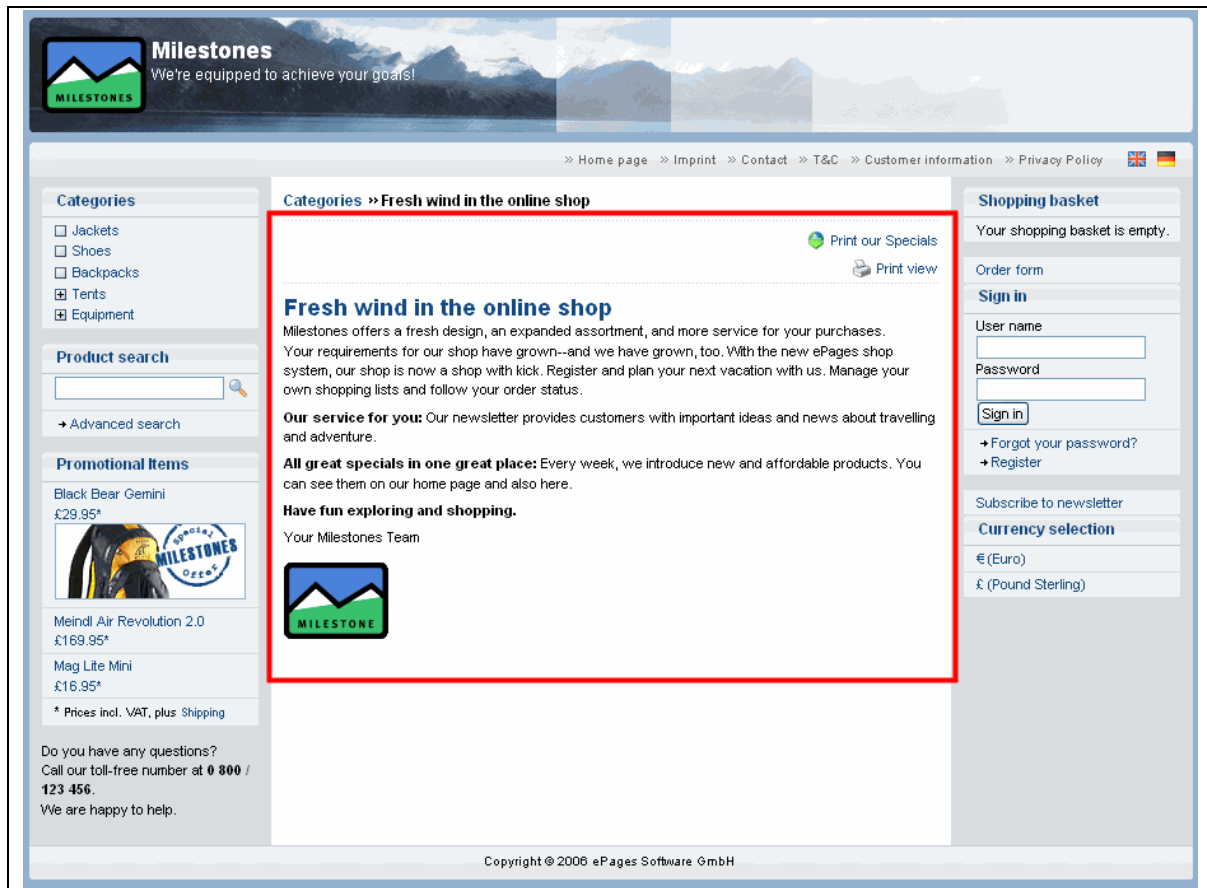 Milestones
We're equipped to achieve your goals!
MILESTONES
» Home page » Imprint » Contact » T&C » Customer information » Privacy Policy
Categories
Jackets
Shoes
Backpacks
Tents
Equipment
Product search
Advanced search
Promotional Items
Black Bear Gemini
£29.95*
Special
MILESTONES
Offer
Meindl Air Revolution 2.0
£169.95*
Mag Lite Mini
£16.95*
* Prices incl. VAT, plus Shipping
Do you have any questions?
Call our toll-free number at 0 800 /
123 456.
We are happy to help.
Categories »Fresh wind in the online shop
Print our Specials
Print view
Fresh wind in the online shop
Milestones offers a fresh design, an expanded assortment, and more service for your purchases.
Your requirements for our shop have grown--and we have grown, too. With the new ePages shop
system, our shop is now a shop with kick. Register and plan your next vacation with us. Manage your
own shopping lists and follow your order status.
Our service for you: Our newsletter provides customers with important ideas and news about travelling
and adventure.
All great specials in one great place: Every week, we introduce new and affordable products. You
can see them on our home page and also here.
Have fun exploring and shopping.
Your Milestones Team
MILESTONE
Shopping basket
Your shopping basket is empty.
Order form
Sign in
User name
Password
Sign in
Forgot your password?
Register
Subscribe to newsletter
Currency selection
€ (Euro)
£ (Pound Sterling)
Copyright © 2006 ePages Software GmbH